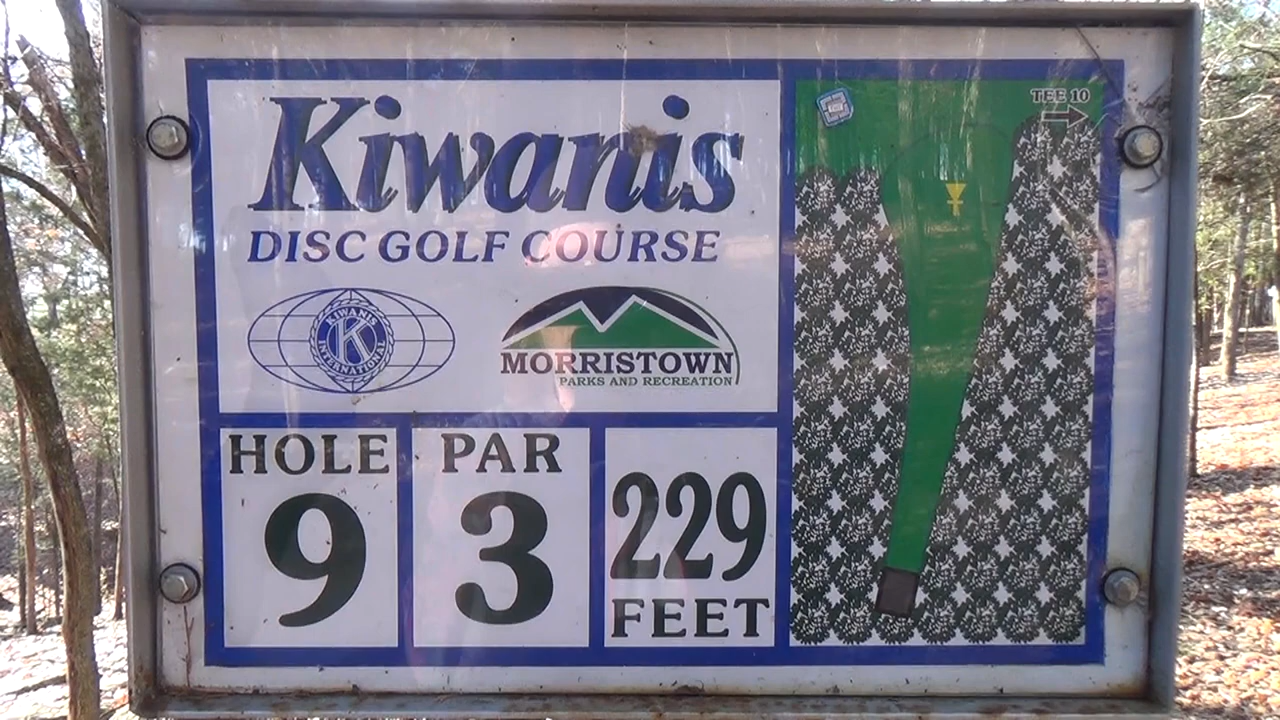 Kiwanis
DISC GOLF COURSE
KIWANIS
K
INTERNATIONAL
MORRISTOWN
PARKS AND RECREATION
HOLE
9
PAR
3
229
FEET
TEE 10